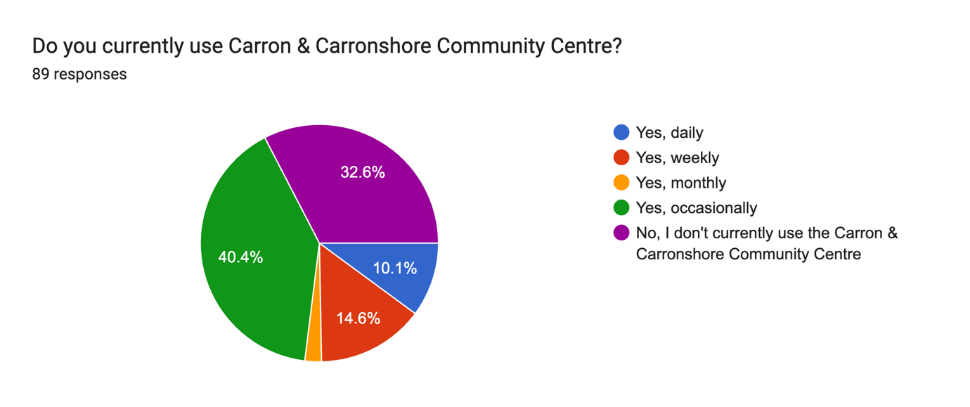 Do you currently use Carron & Carronshore Community Centre?
89 responses
32.6%
40.4%
10.1%
14.6%
Yes, daily
Yes, weekly
Yes, monthly
Yes, occasionally
No, I don't currently use the Carron &
Carronshore Community Centre